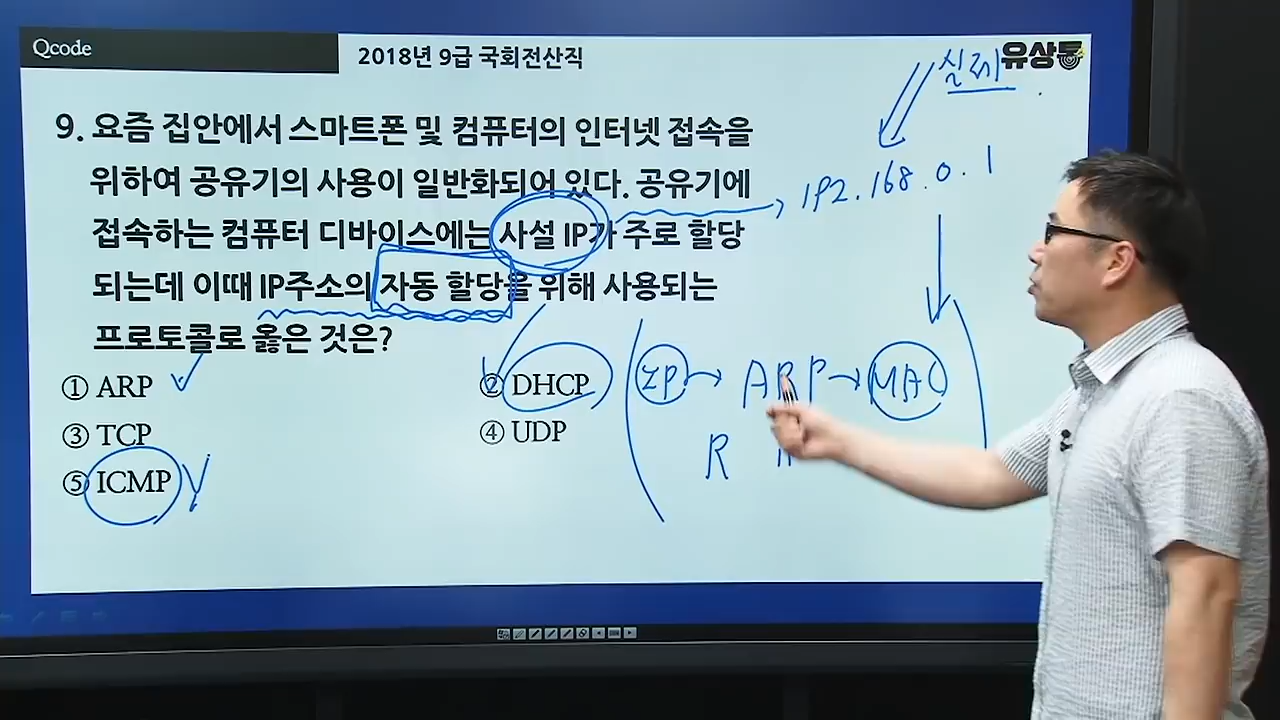 Qcode
2018년 9급 국회전산직
유상통
실제
9. 요즘 집안에서 스마트폰 및 컴퓨터의 인터넷 접속을
위하여 공유기의 사용이 일반화되어 있다. 공유기에
192.168.0.1
접속하는 컴퓨터 디바이스에는 사설 IP가 주로 할당
되는데 이때 IP주소의 자동 할당을 위해 사용되는
프로토콜로 옳은 것은?
① ARP
② DHCP
IP → ARP → MAC
③ TCP
④ UDP
R "
⑤ ICMP